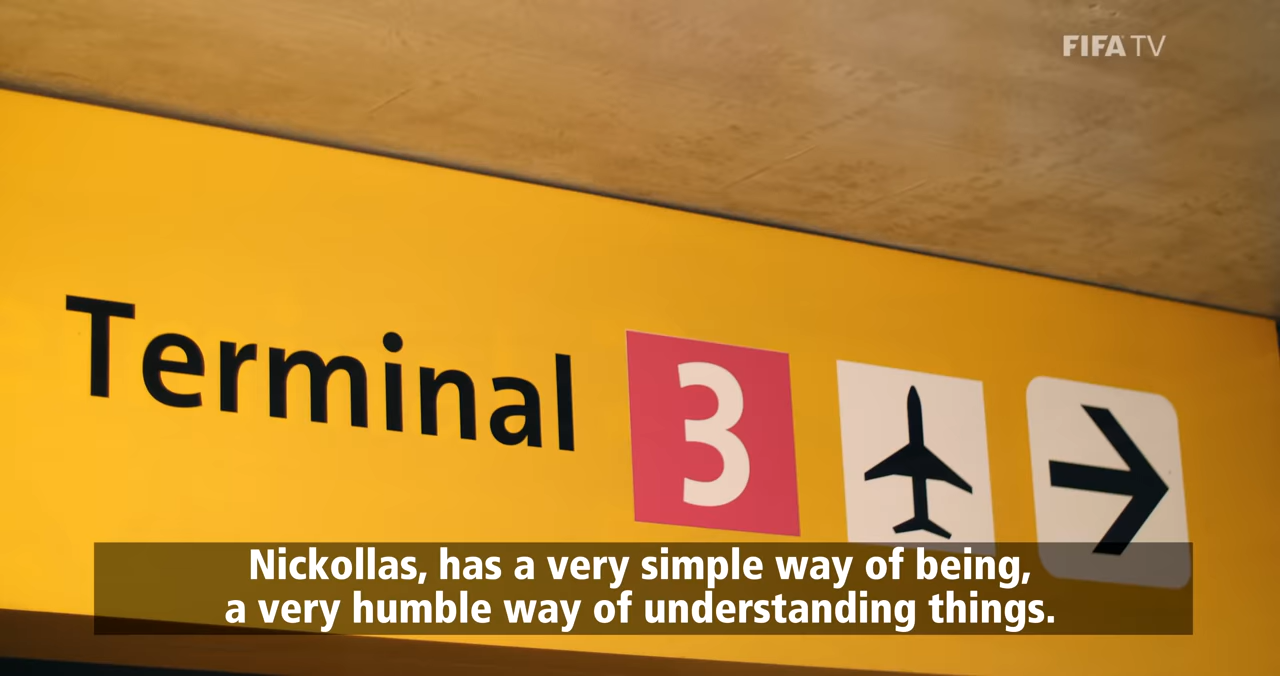 FIFA TV
Terminal 3
Nickollas, has a very simple way of being,
a very humble way of understanding things.